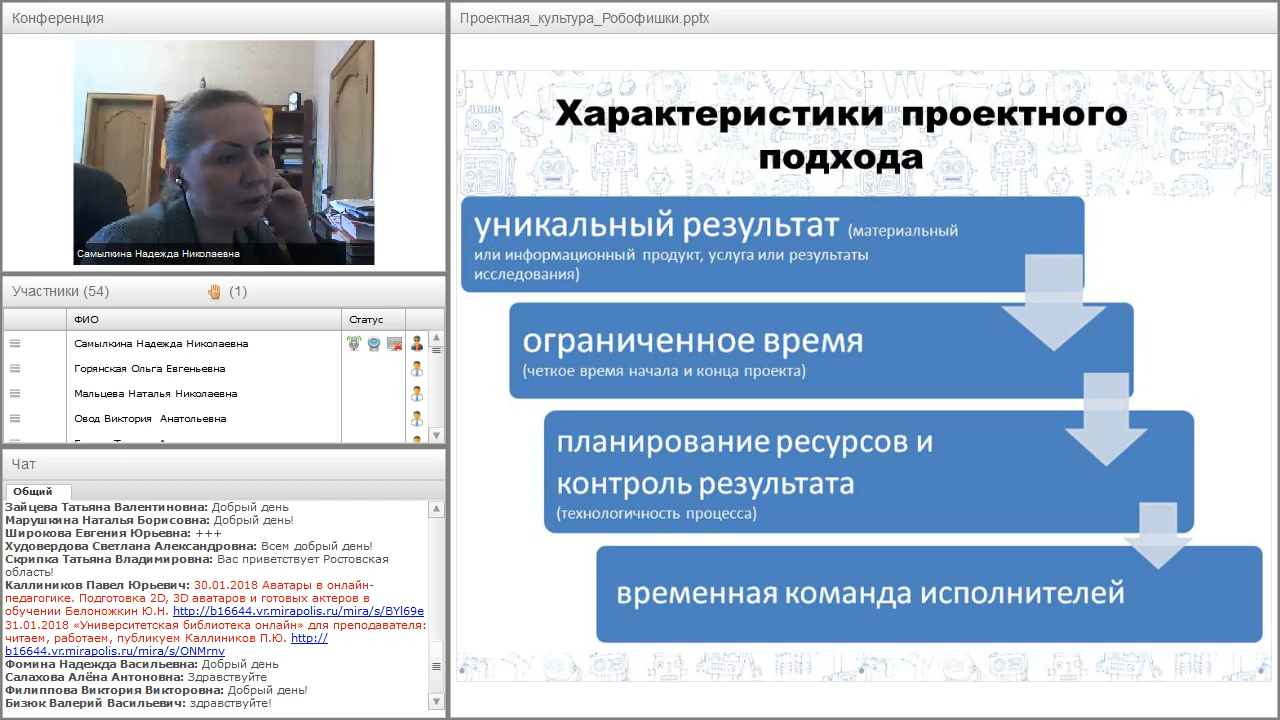 Конференция
Самылкина Надежда Николаевна
Участники (54)
(1)
ФИО
Статус
Самылкина Надежда Николаевна
Горянская Ольга Евгеньевна
Мальцева Наталья Николаевна
Овод Виктория Анатольевна
Чат
Общий
Зайцева Татьяна Валентиновна: Добрый день
Марушкина Наталья Борисовна: Добрый день!
Широкова Евгения Юрьевна: +++
Худовердова Светлана Александровна: Всем добрый день!
Скрипка Татьяна Владимировна: Вас приветствует Ростовская
область!
Каллиников Павел Юрьевич: 30.01.2018 Аватары в онлайн-
педагогике. Подготовка 2D, 3D аватаров и готовых актеров в
обучении Белоножкин Ю.Н. http://b16644.vr.mirapolis.ru/mira/s/BYl69e
31.01.2018 «Университетская библиотека онлайн» для преподавателя:
читаем, работаем, публикуем Каллиников П.Ю. http://
b16644.vr.mirapolis.ru/mira/s/ONMrnv
Фомина Надежда Васильевна: Добрый день
Салахова Алёна Антоновна: Здравствуйте
Филиппова Виктория Викторовна: Добрый день!
Бизюк Валерий Васильевич: здравствуйте!
Проектная_культура_Робофишки.pptx
Характеристики проектного
подхода
уникальный результат (материальный
или информационный продукт, услуга или результаты
исследования)
ограниченное время
(четкое время начала и конца проекта)
планирование ресурсов и
контроль результата
(технологичность процесса)
временная команда исполнителей